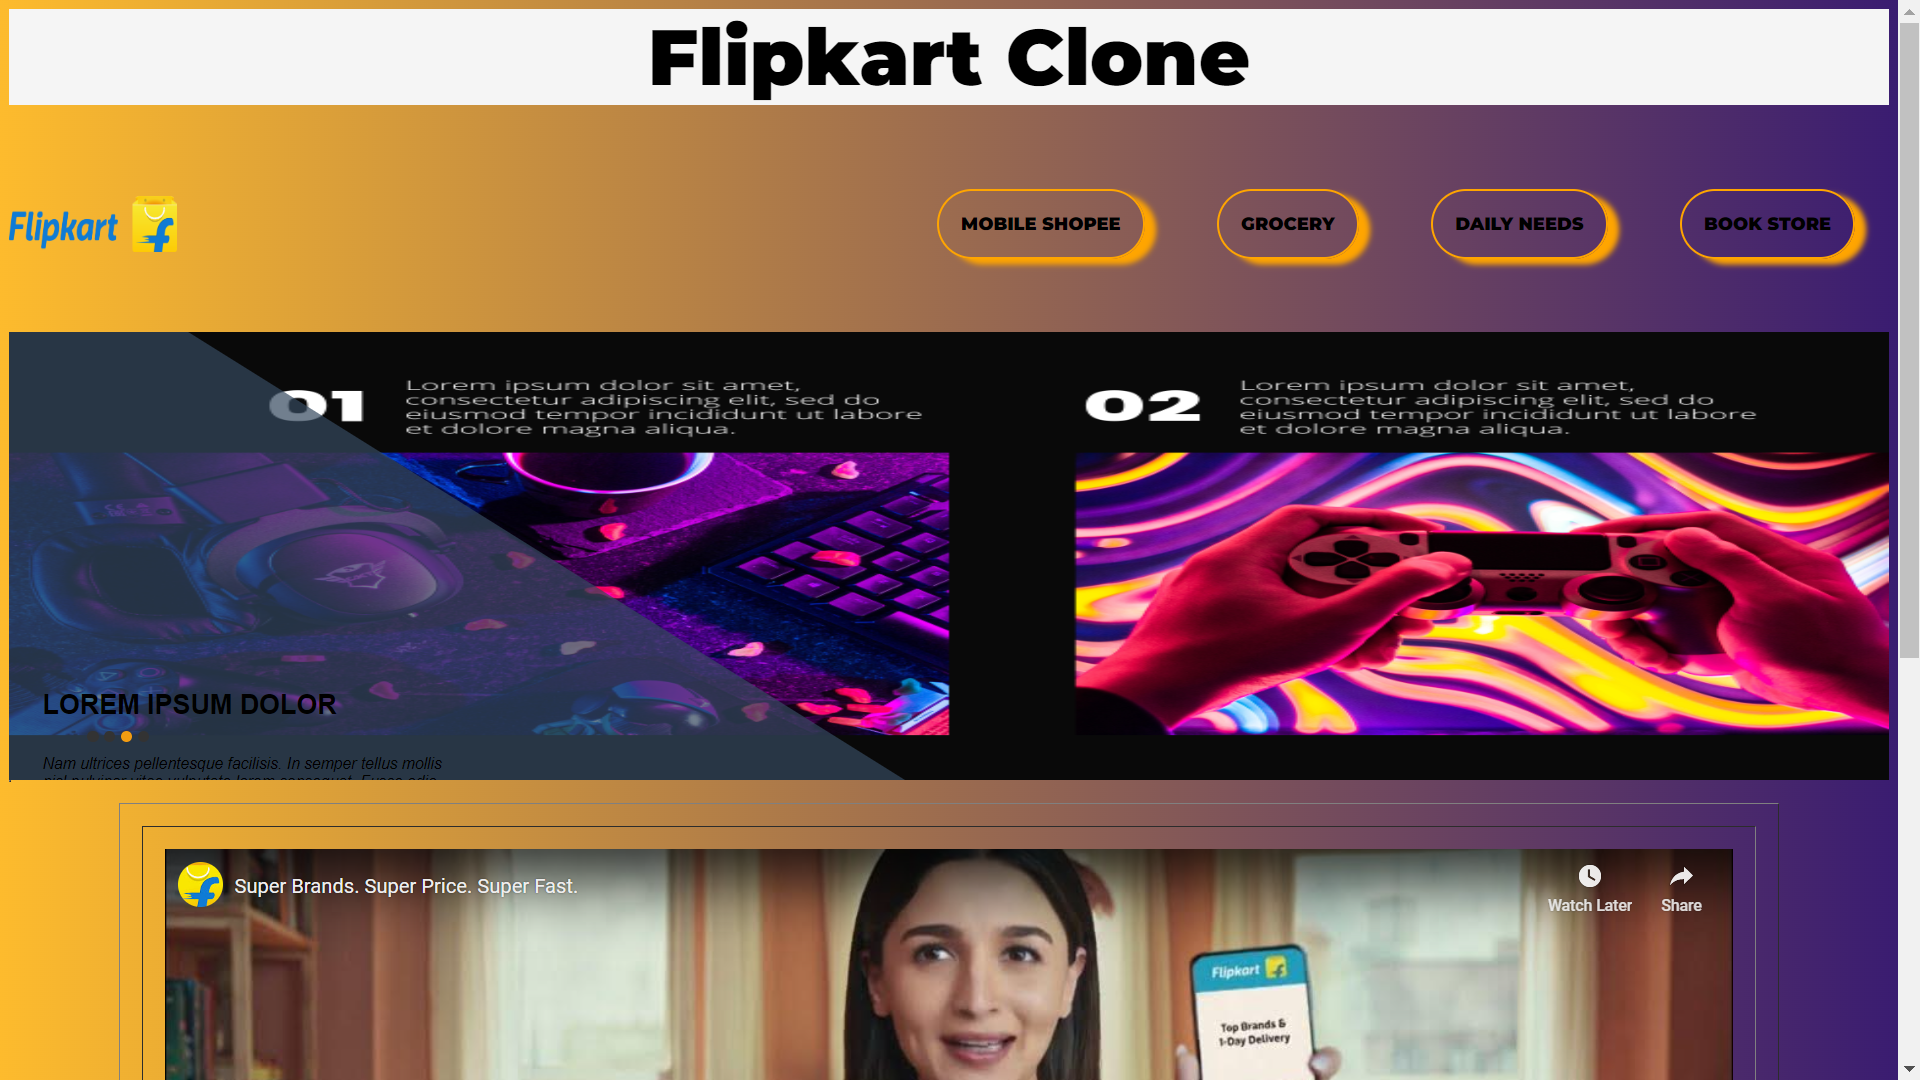 Flipkart Clone
Flipkart
MOBILE SHOPEE
GROCERY
DAILY NEEDS
BOOK STORE
01
Lorem ipsum dolor sit amet,
consectetur adipiscing elit, sed do
eiusmod tempor incididunt ut labore
et dolore magna aliqua.
02
Lorem ipsum dolor sit amet,
consectetur adipiscing elit, sed do
eiusmod tempor incididunt ut labore
et dolore magna aliqua.
LOREM IPSUM DOLOR
Nam ultrices pellentesque facilisis. In semper tellus mollis
Super Brands. Super Price. Super Fast.
Watch Later
Share
Flipkart
Top Brands &
1-Day Delivery